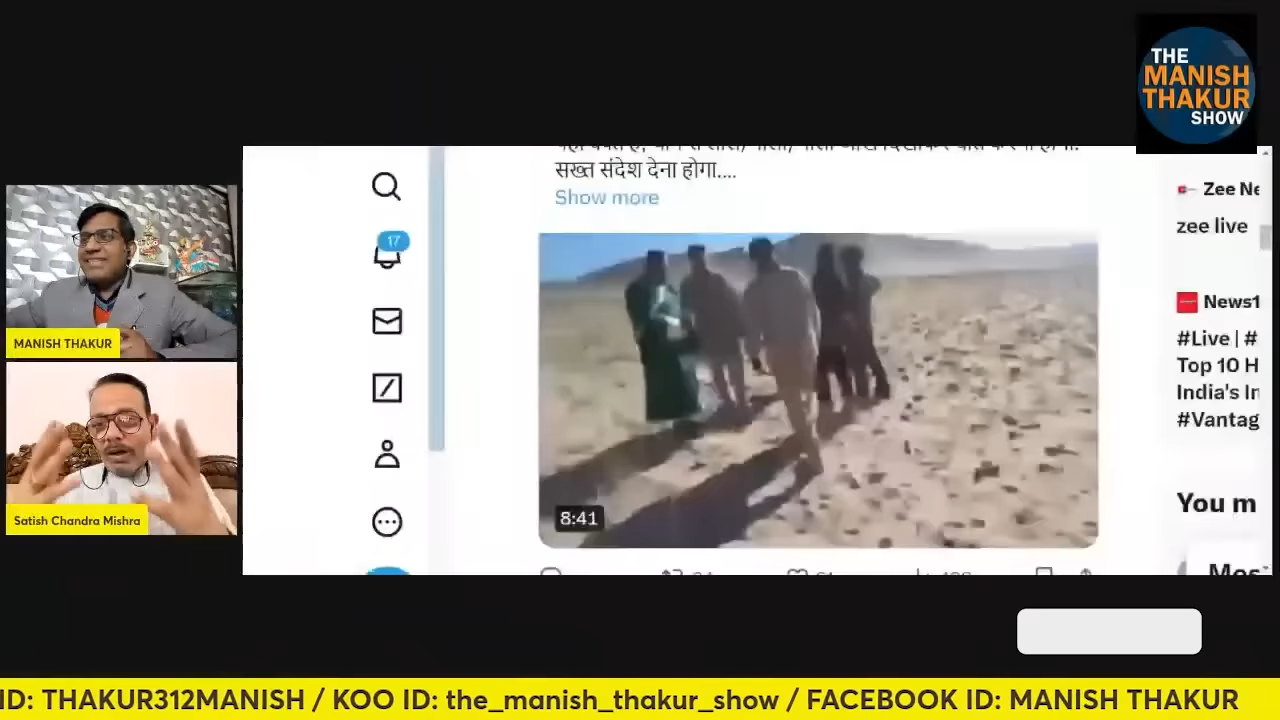 THE
MANISH
THAKUR
SHOW
सख्त संदेश देना होगा....
Show more
17
8:41
Zee Ne
zee live
News1
#Live | #
Top 10 H
India's In
#Vantag
You m
MANISH THAKUR
Satish Chandra Mishra
ID: THAKUR312MANISH / KOO ID: the_manish_thakur_show / FACEBOOK ID: MANISH THAKUR